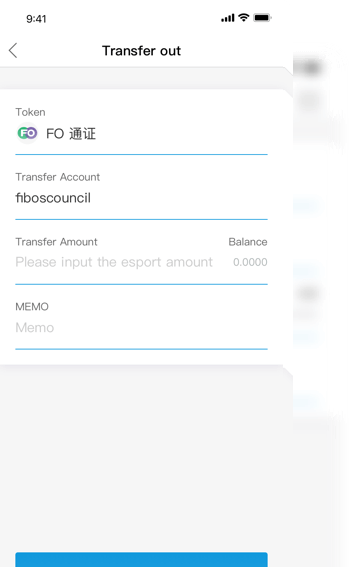 9:41
Transfer out
Token
FO FO 通证
Transfer Account
fiboscouncil
Transfer Amount Balance
Please input the esport amount 0.0000
MEMO
Memo